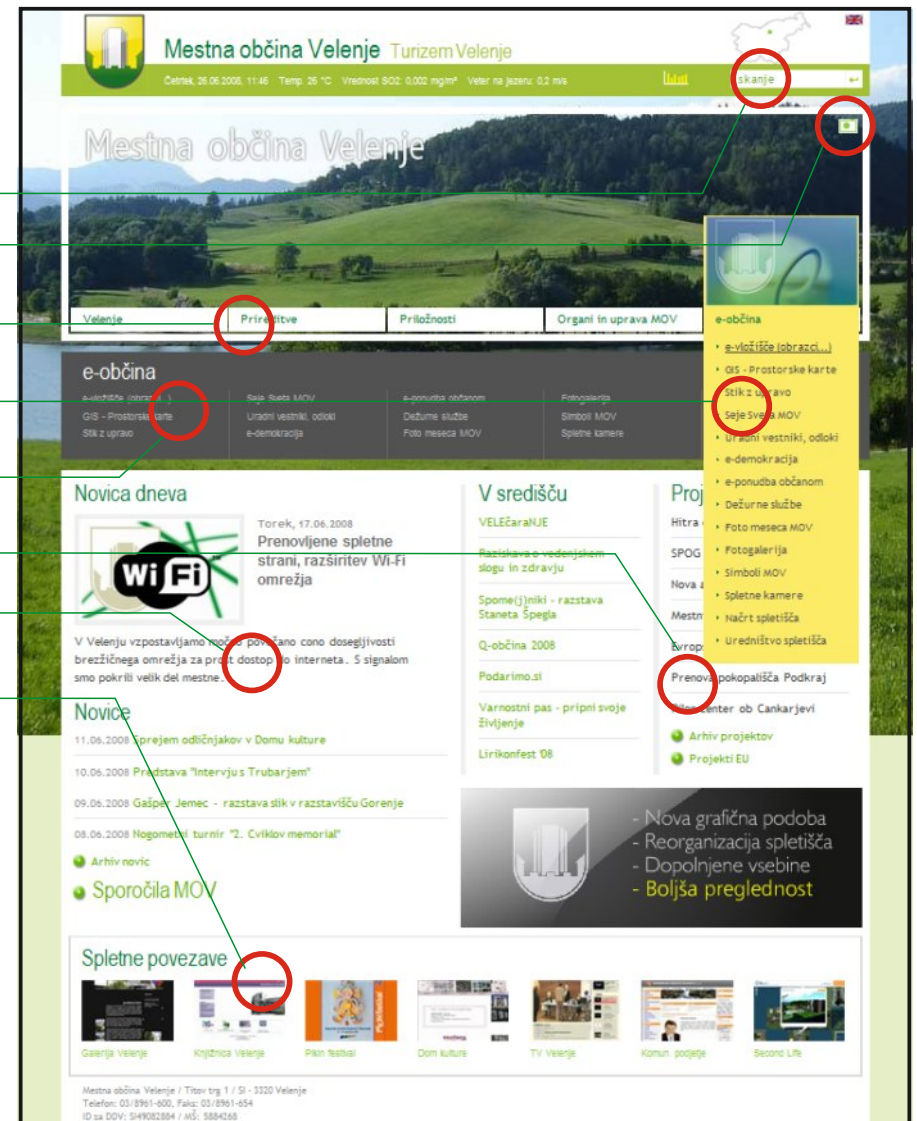 Mestna občina Velenje Turizem Velenje
Četrtek, 26.06.2008, 11:46 Temp. 26 °C Vrednost SO2: 0,002 mg/m³ Veter na jezeru: 0,2 m/s
skanje
Mestna občina Velenje
Velenje
Prireditve
Priložnosti
Organi in uprava MOV
e-občina
e-vložišče (obrazci...)
GIS - Prostorske karte
Stik z upravo
Seje Sveta MOV
Uradni vestniki, odloki
e-demokracija
e-ponudba občanom
Dežurne službe
Foto meseca MOV
Fotogalerija
Simboli MOV
Spletne kamere
e-občina
e-vložišče (obrazci...)
GIS - Prostorske karte
Stik z upravo
Seje Sveta MOV
Uradni vestniki, odloki
e-demokracija
e-ponudba občanom
Dežurne službe
Foto meseca MOV
Fotogalerija
Simboli MOV
Spletne kamere
Načrt spletišča
Uredništvo spletišča
Novica dneva
Wi Fi
Torek, 17.06.2008
Prenovljene spletne
strani, razširitev Wi-Fi
omrežja
V Velenju vzpostavljamo močno povečano cono dosegljivosti
brezžičnega omrežja za prost dostop do interneta. S signalom
smo pokrili velik del mestne.
Novice
11.06.2008 Sprejem odličnjakov v Domu kulture
10.06.2008 Predstava "Intervju s Trubarjem"
09.06.2008 Gašper Jemec - razstava slik v razstavišču Gorenje
08.06.2008 Nogometni turnir "2. Cviklov memorial"
Arhiv novic
Sporočila MOV
V središču
VELEčaraNJE
Raziskava o vedenjskem
slogu in zdravju
Spome(j)niki - razstava
Staneta Špegla
Q-občina 2008
Podarimo.si
Varnostni pas - pripni svoje
življenje
Lirikonfest '08
Proj
Hitra
SPOG
Nova
Mestn
Evrop
Prenova pokopališča Podkraj
center ob Cankarjevi
Arhiv projektov
Projekti EU
- Nova grafična podoba
- Reorganizacija spletišča
- Dopolnjene vsebine
- Boljša preglednost
Spletne povezave
Galerija Velenje
Knjižnica Velenje
Pikin festival
Dom kulture
TV Velenje
Komun. podjetje
Second Life
Mestna občina Velenje / Titov trg 1 / SI - 3320 Velenje
Telefon: 03/8961-600, Faks: 03/8961-654
ID za DDV: SI49082884 / MŠ: 5884268